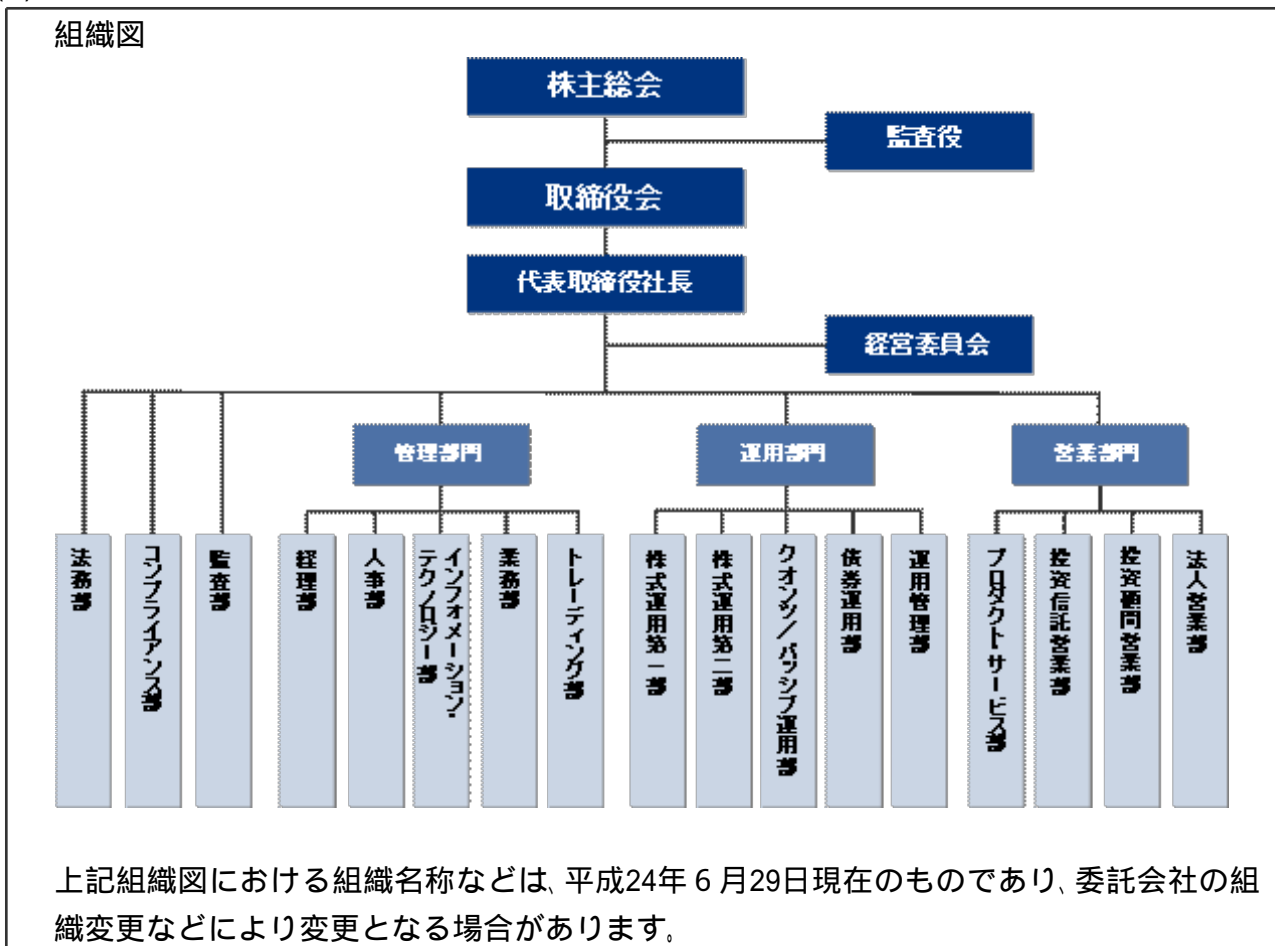 組織図
株主総会
監査役
取締役会
代表取締役社長
経営委員会
管理部門
運用部門
営業部門
法務部
コンプライアンス部
監査部
経理部
人事部
インフォメーション・
テクノロジー部
業務部
トレーディング部
株式運用第一部
株式運用第二部
クオンツ/パッシブ運用部
債券運用部
運用管理部
プロダクトサービス部
投資信託営業部
投資顧問営業部
法人営業部
上記組織図における組織名称などは、平成24年6月29日現在のものであり、委託会社の組
織変更などにより変更となる場合があります。